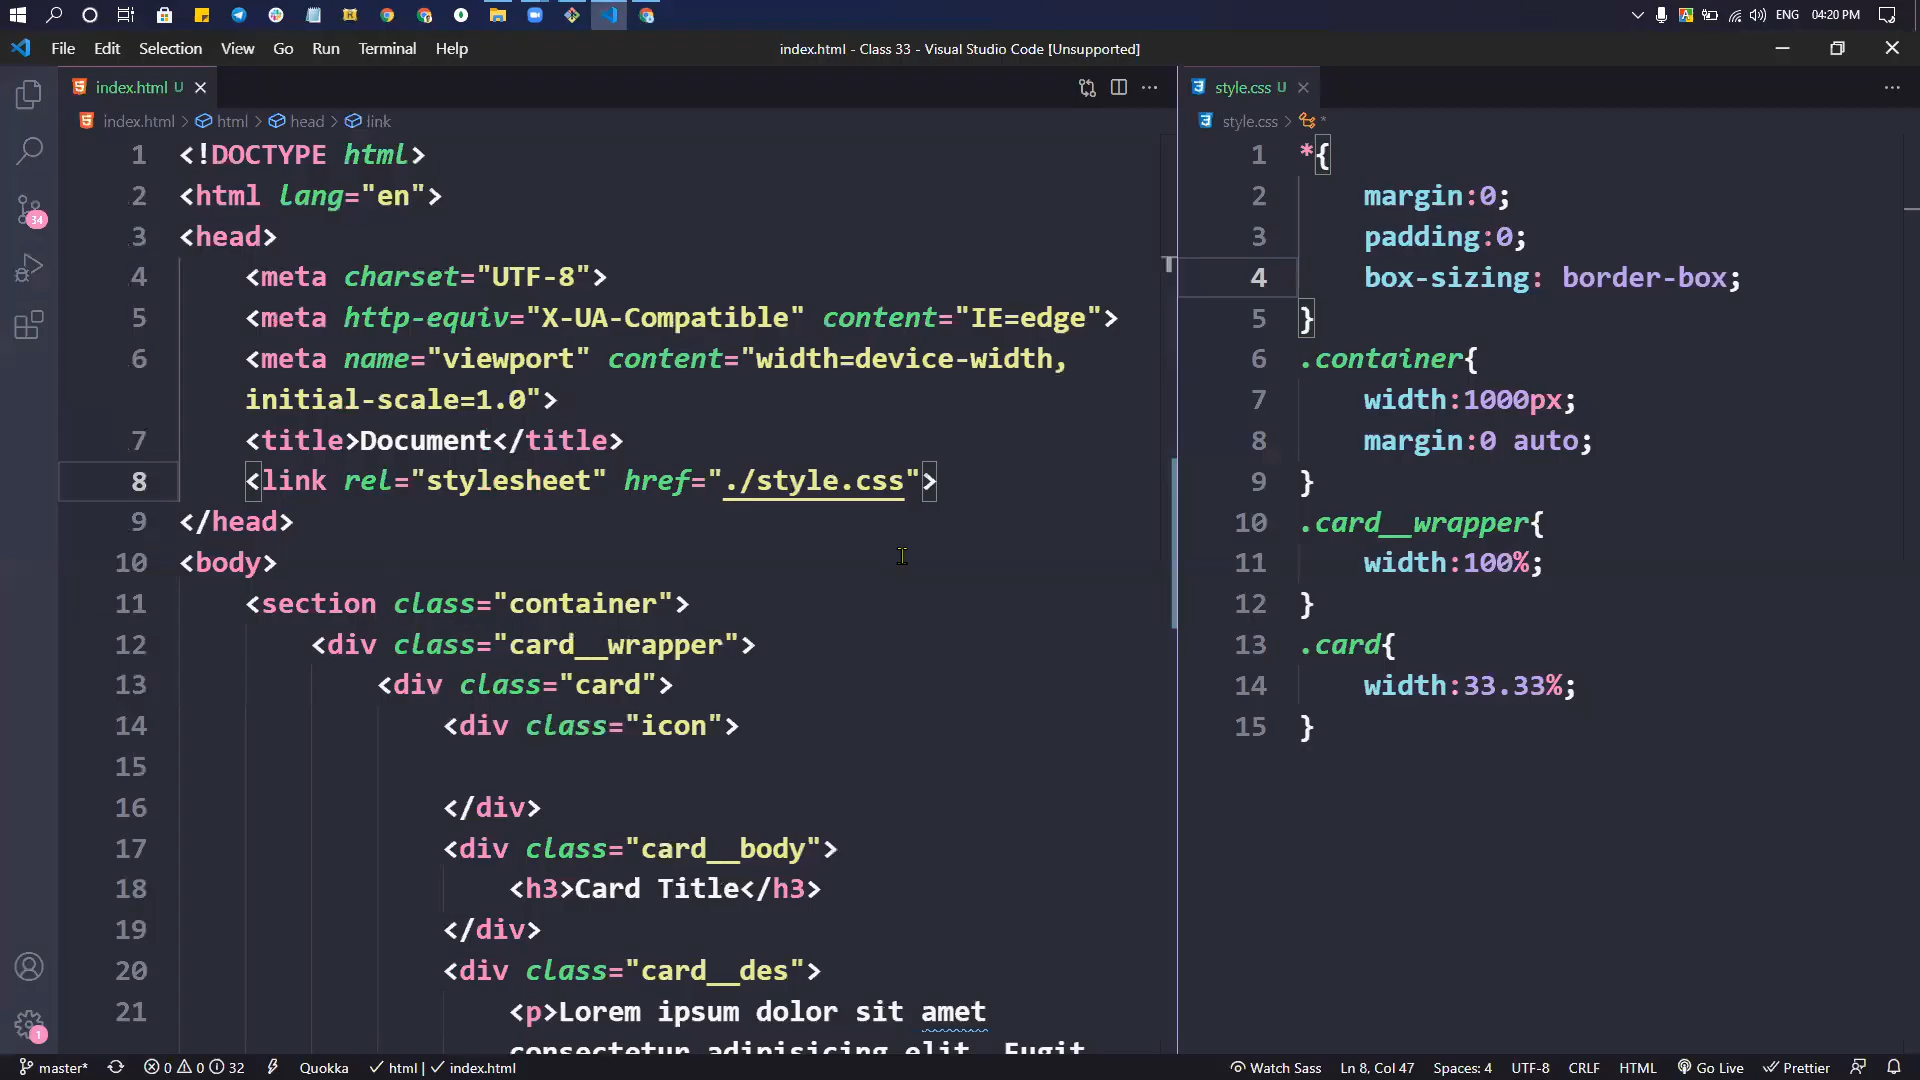 ENG 04:20 PM
File Edit Selection View Go Run Terminal Help index.html - Class 33 - Visual Studio Code [Unsupported]
index.html U
index.html > html > head > link
1 <!DOCTYPE html>
2 <html lang="en">
3 <head>
4 <meta charset="UTF-8">
5 <meta http-equiv="X-UA-Compatible" content="IE=edge">
6 <meta name="viewport" content="width=device-width,
initial-scale=1.0">
7 <title>Document</title>
8 <link rel="stylesheet" href="./style.css">
9 </head>
10 <body>
11 <section class="container">
12 <div class="card__wrapper">
13 <div class="card">
14 <div class="icon">
15
16 </div>
17 <div class="card__body">
18 <h3>Card Title</h3>
19 </div>
20 <div class="card__des">
21 <p>Lorem ipsum dolor sit amet
consectetur adipisicing elit. Fugit
style.css U
style.css > *
1 *{
2 margin:0;
3 padding:0;
4 box-sizing: border-box;
5 }
6 .container{
7 width:1000px;
8 margin:0 auto;
9 }
10 .card__wrapper{
11 width:100%;
12 }
13 .card{
14 width:33.33%;
15 }
34
1
master* 0 0 32 Quokka html index.html Watch Sass Ln 8, Col 47 Spaces: 4 UTF-8 CRLF HTML Go Live Prettier